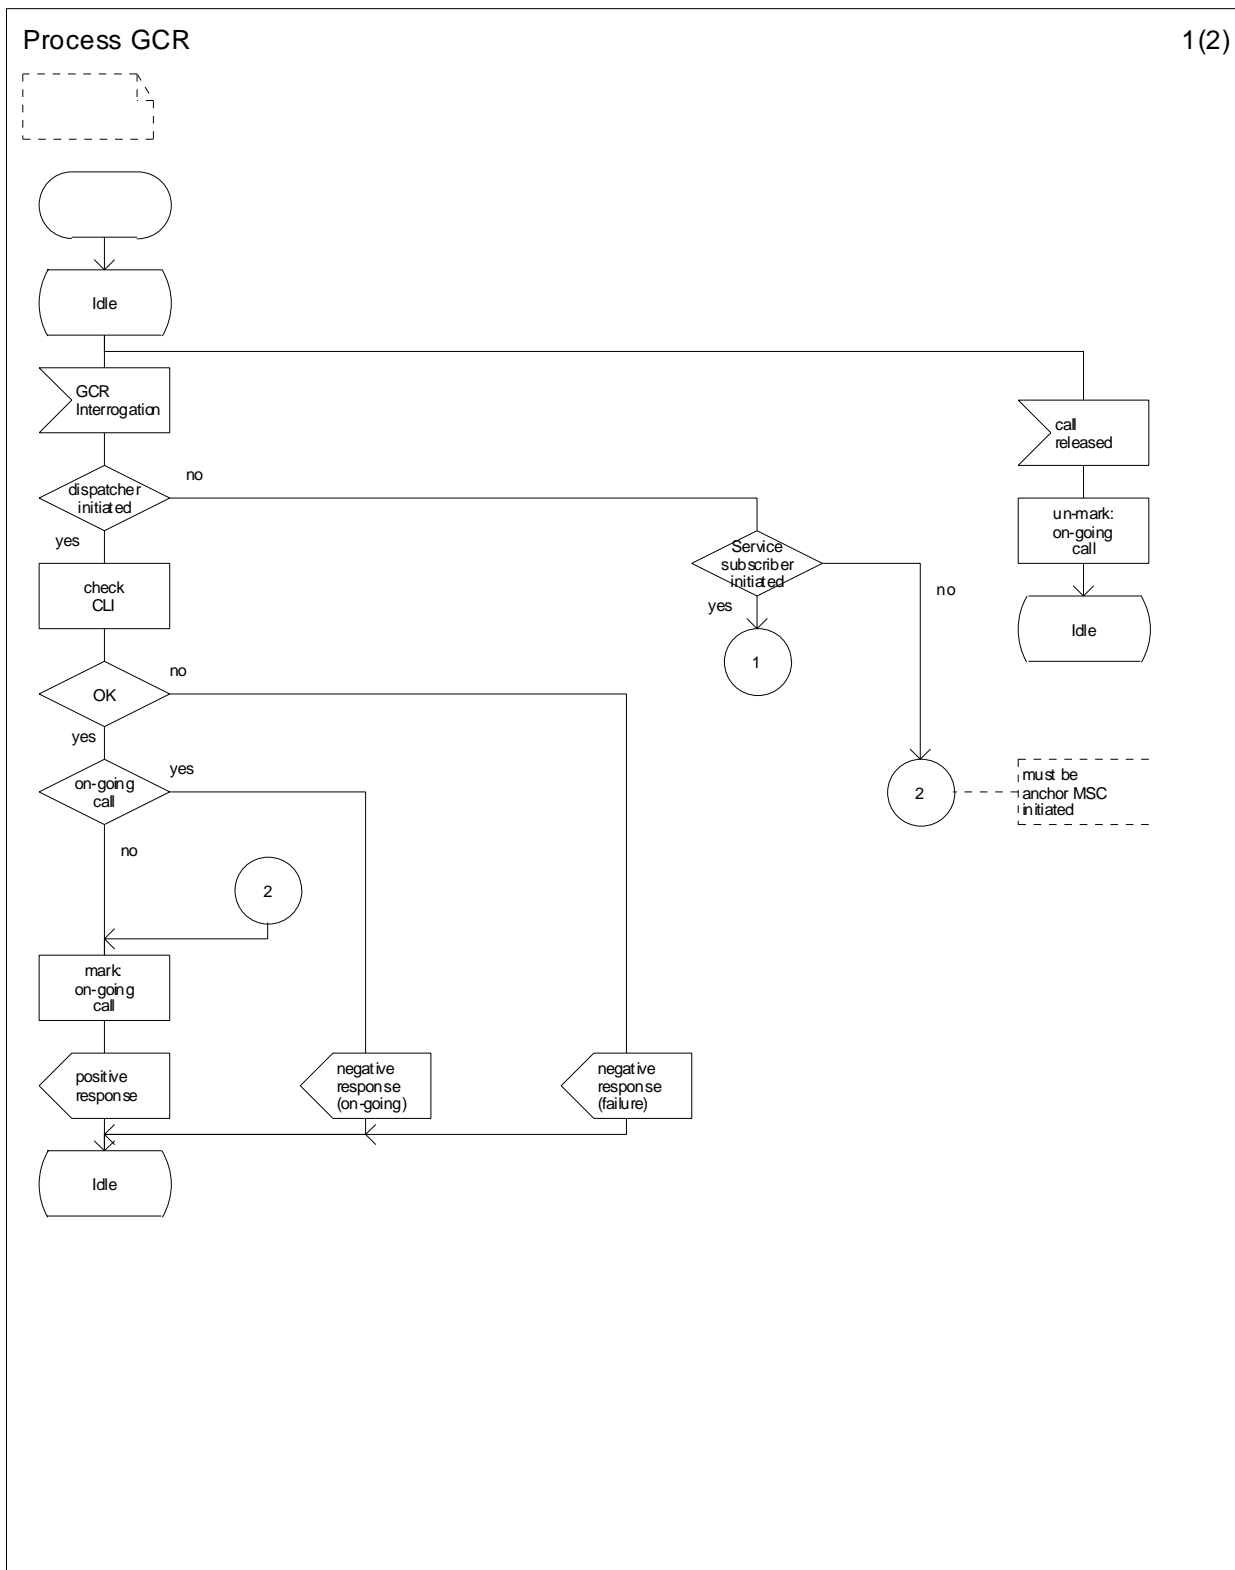 Process GCR
1(2)
Idle
GCR
Interrogation
call
released
no
dispatcher
initiated
yes
un-mark:
on-going
call
Service
subscriber
initiated
check
CLI
no
yes
Idle
1
no
OK
yes
yes
on-going
call
2
must be
anchor MSC
initiated
no
2
mark:
on-going
call
positive
response
negative
response
(on-going)
negative
response
(failure)
Idle